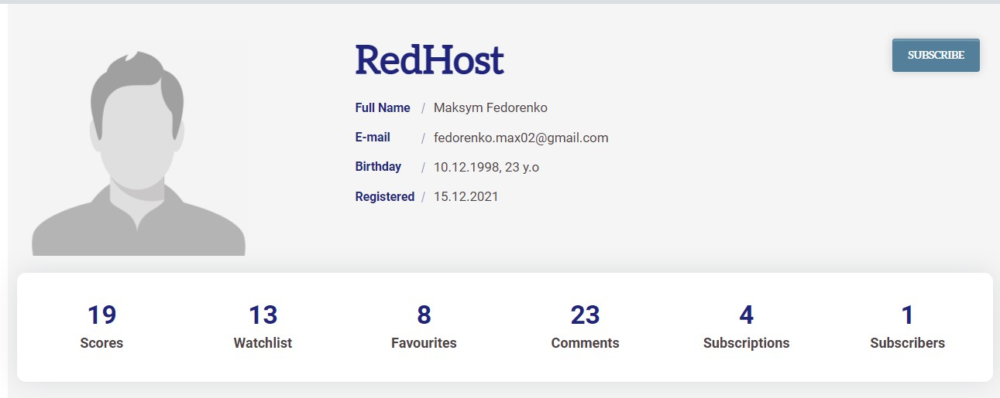 RedHost
SUBSCRIBE
Full Name / Maksym Fedorenko
E-mail / fedorenko.max02@gmail.com
Birthday / 10.12.1998, 23 y.o
Registered / 15.12.2021
19 13 8 23 4 1
Scores Watchlist Favourites Comments Subscriptions Subscribers